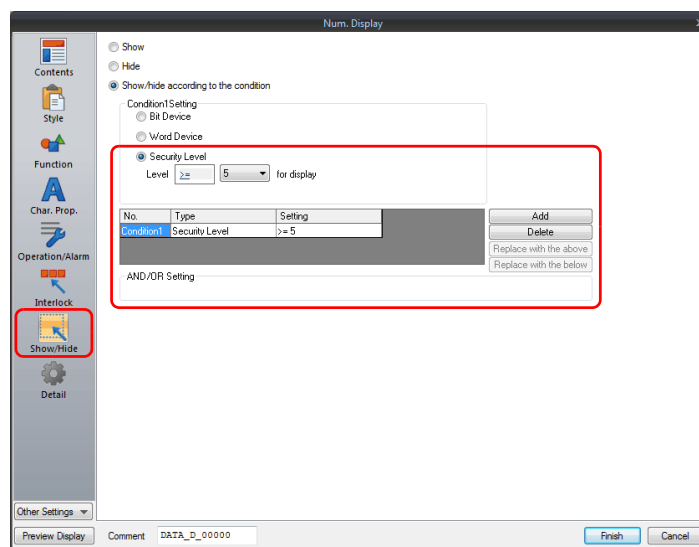 Num. Display
Contents
Style
Function
Char. Prop.
Operation/Alarm
Interlock
Show/Hide
Detail
Other Settings
Preview Display
Show
Hide
Show/hide according to the condition
Condition1Setting
Bit Device
Word Device
Security Level
Level >= 5 for display
No. Type Setting
Condition1 Security Level >= 5
Add
Delete
Replace with the above
Replace with the below
AND/OR Setting
Comment DATA_D_00000
Finish Cancel